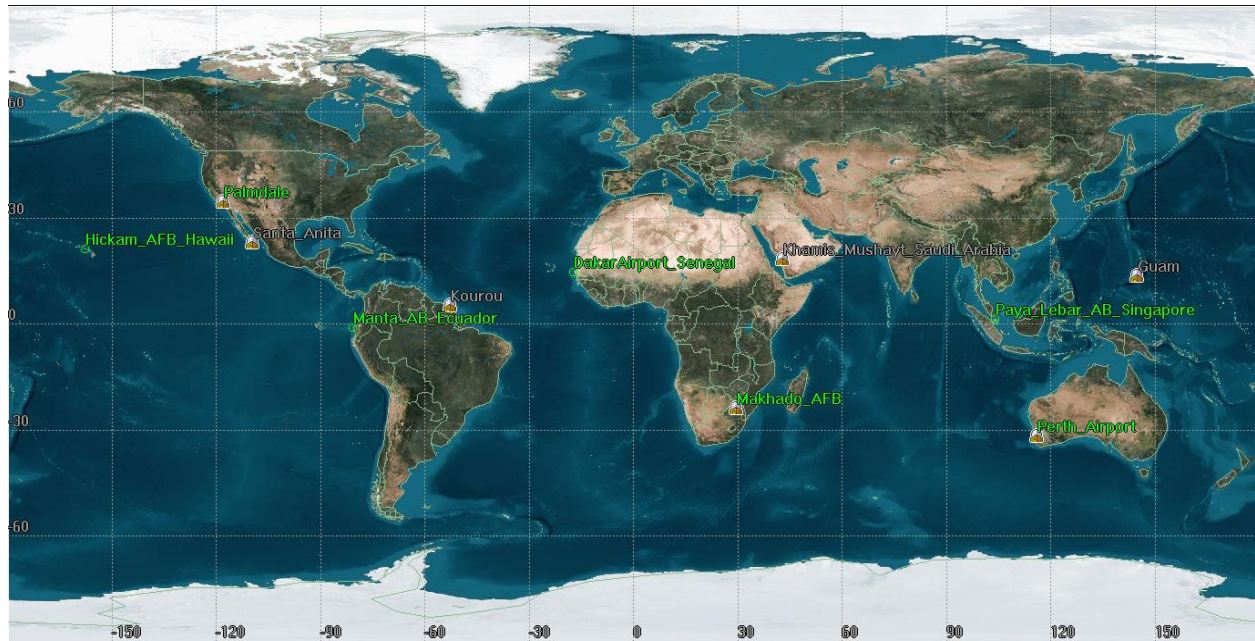 60
Palmdale
30
Hickam_AFB_Hawaii
Santa_Anita
Khamis_Mushayt_Saudi_Arabia
DakarAirport_Senegal
Guam
Kourou
Paya_Lebar_AB_Singapore
Manta_AB_Ecuador
0
Makhado_AFB
-30
Perth_Airport
-60
-150 -120 -90 -60 -30 0 30 60 90 120 150